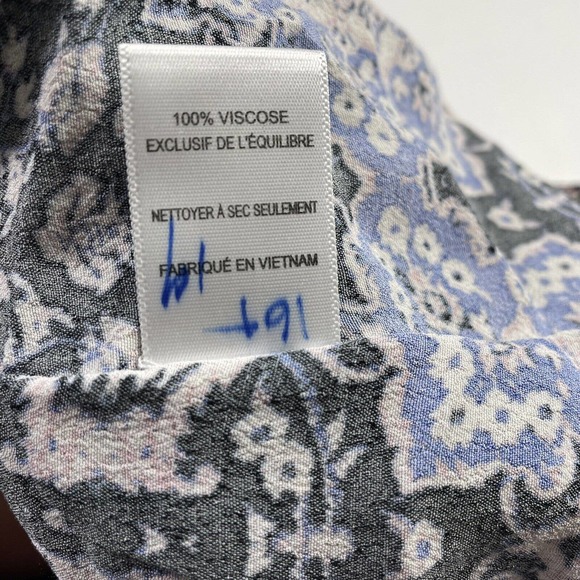 100% VISCOSE
EXCLUSIF DE L'ÉQUILIBRE
NETTOYER À SEC SEULEMENT
FABRIQUÉ EN VIETNAM